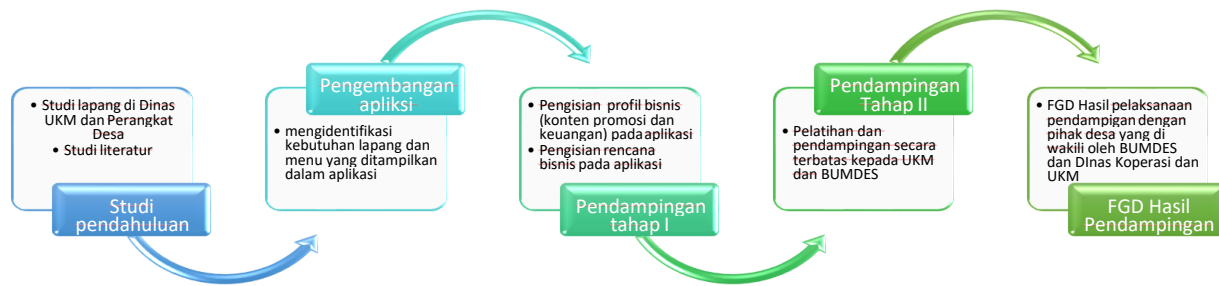 • Studi lapang di Dinas
UKM dan Perangkat
Desa
• Studi literatur
Studi
pendahuluan
Pengembangan
apliksi
• mengidentifikasi
kebutuhan lapang dan
menu yang ditampilkan
dalam aplikasi
• Pengisian profil bisnis
(konten promosi dan
keuangan) pada aplikasi
• Pengisian rencana
bisnis pada aplikasi
Pendampingan
tahap I
Pendampingan
Tahap II
• Pelatihan dan
pendampingan secara
terbatas kepada UKM
dan BUMDES
• FGD Hasil pelaksanaan
pendampigan dengan
pihak desa yang di
wakili oleh BUMDES
dan DInas Koperasi dan
UKM
FGD Hasil
Pendampingan